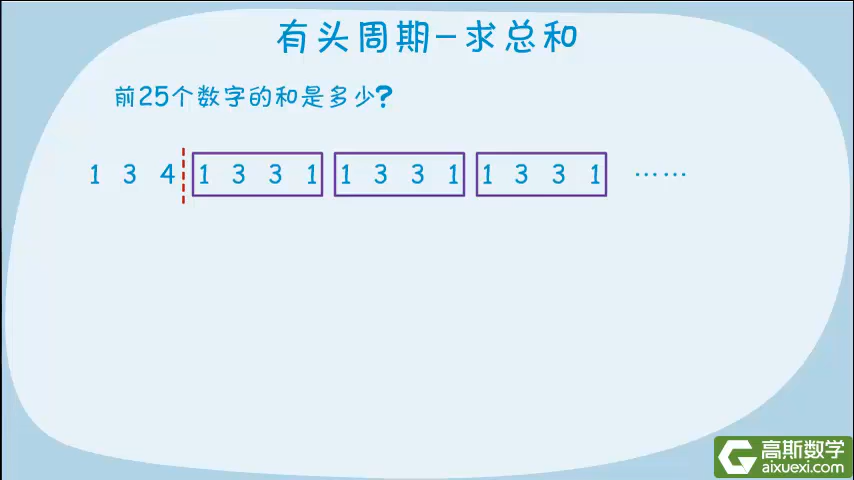 有头周期-求总和
前25个数字的和是多少?
1 3 4 1 3 3 1 1 3 3 1 1 3 3 1 ……
高斯数学
aixuexi.com